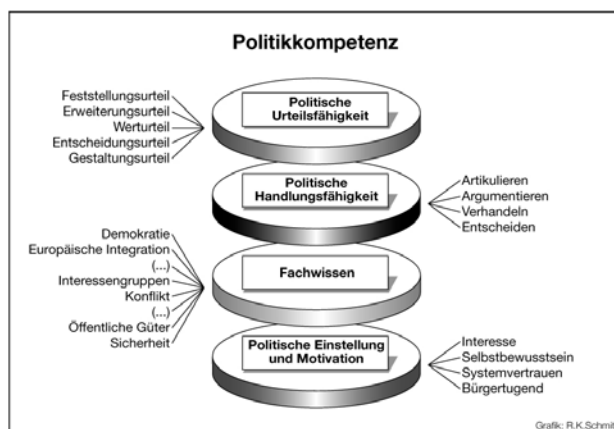 Politikkompetenz
Feststellungsurteil
Erweiterungsurteil
Werturteil
Entscheidungsurteil
Gestaltungsurteil
Politische
Urteilsfähigkeit
Politische
Handlungsfähigkeit
Artikulieren
Argumentieren
Verhandeln
Entscheiden
Demokratie
Europäische Integration
(...)
Interessengruppen
Konflikt
(...)
Öffentliche Güter
Sicherheit
Fachwissen
Politische Einstellung
und Motivation
Interesse
Selbstbewusstsein
Systemvertrauen
Bürgertugend
Grafik: R.K.Schmitt